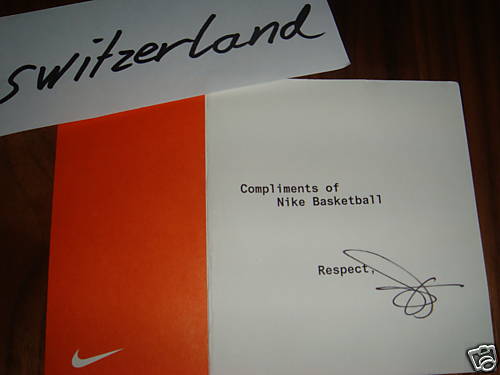 switzerland
Compliments of
Nike Basketball
Respect,